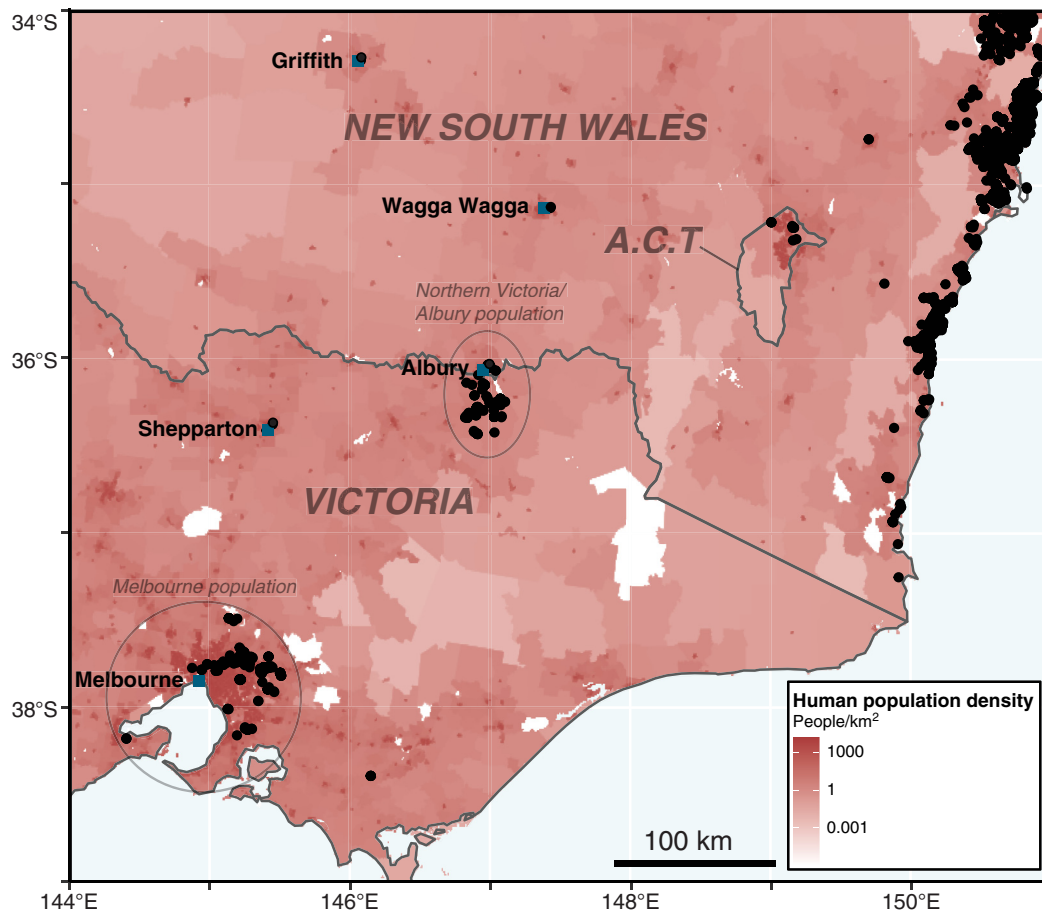 34°S
Griffith
NEW SOUTH WALES
Wagga Wagga
A.C.T
Northern Victoria/
Albury population
36°S
Albury
Shepparton
VICTORIA
Melbourne population
Melbourne
38°S
Human population density
People/km²
1000
1
0.001
100 km
144°E
146°E
148°E
150°E